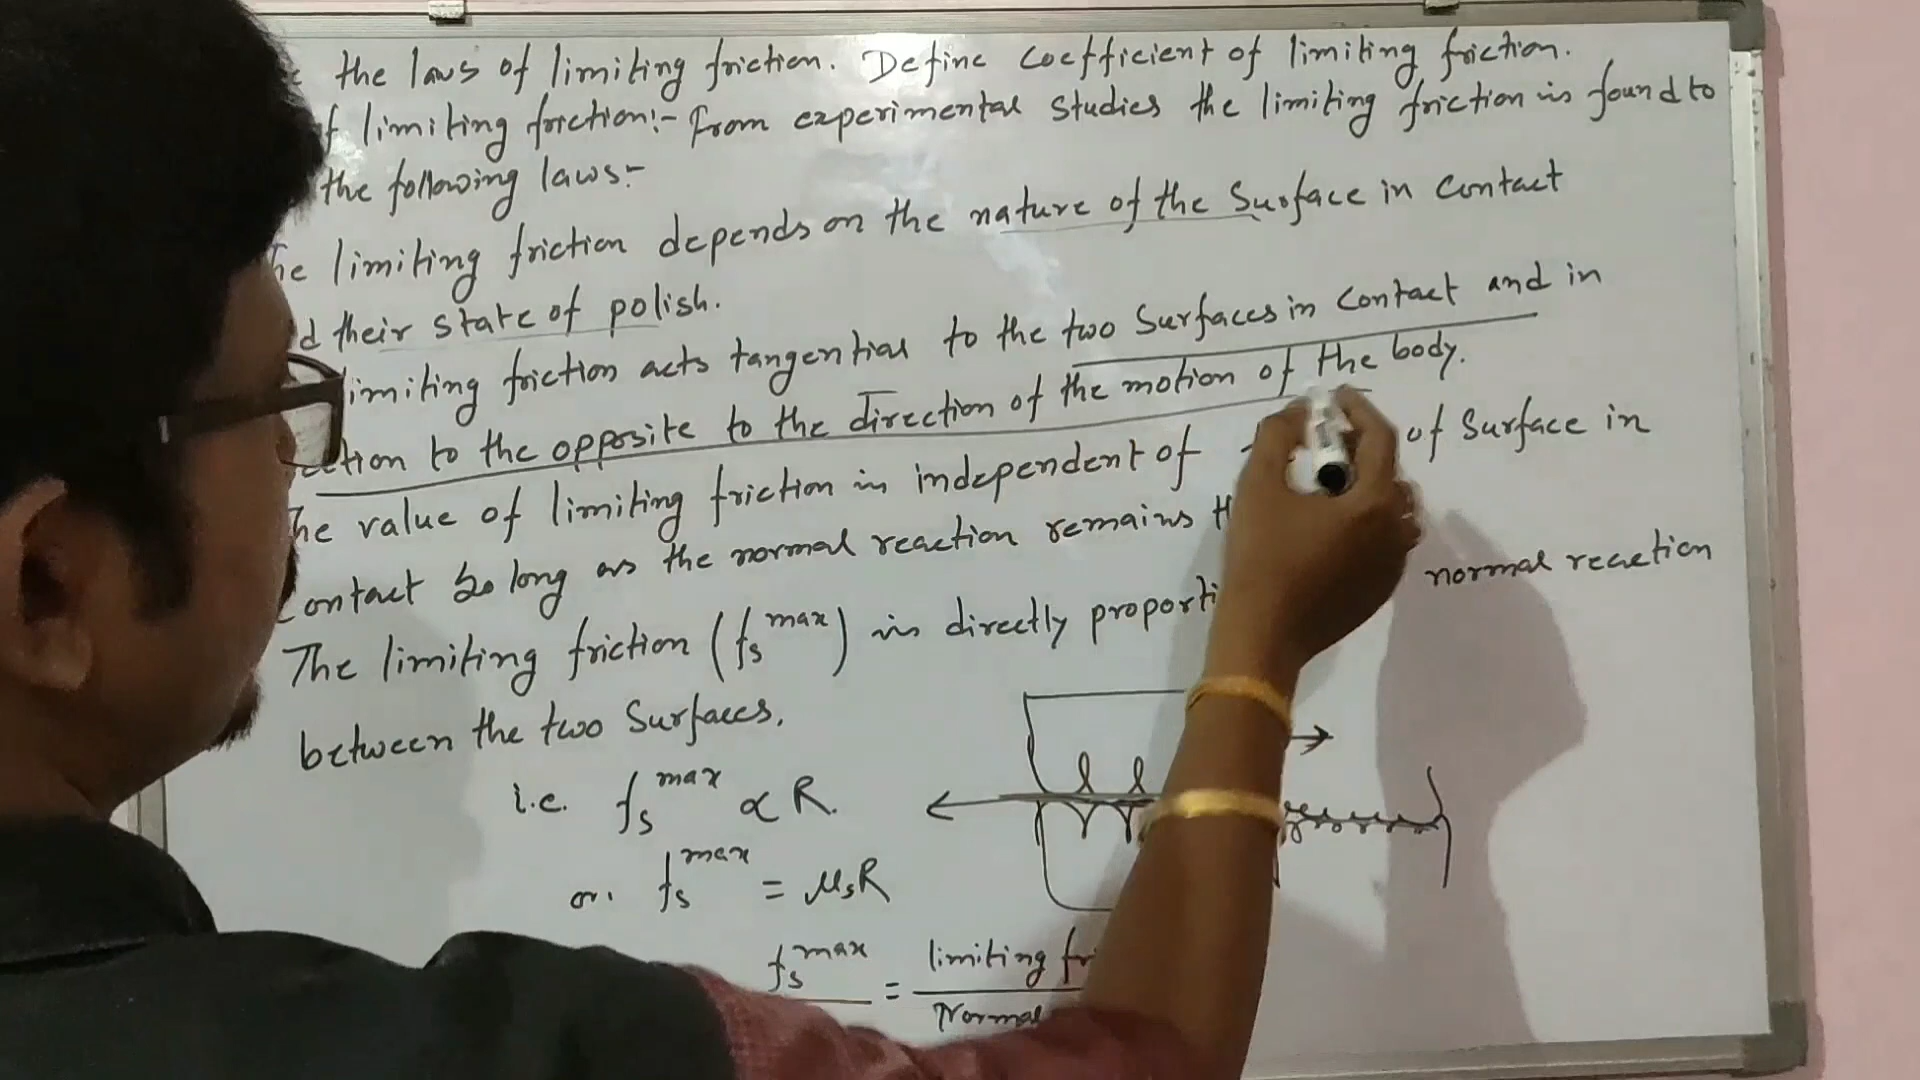 the laws of limiting friction. Define Coefficient of limiting friction.
limiting friction:- From experimental studies the limiting friction is found to
the following laws:-
limiting friction depends on the nature of the Surface in Contact
their state of polish.
limiting friction acts tangential to the two Surfaces in Contact and in
to the opposite to the direction of the motion of the body.
The value of limiting friction is independent of of Surface in
Contact So long as the normal reaction remains
The limiting friction (fs max) is directly normal reaction
between the two Surfaces.
i.e. fs max ∝ R.
or. fs max = μs R
fs max = limiting
Normal